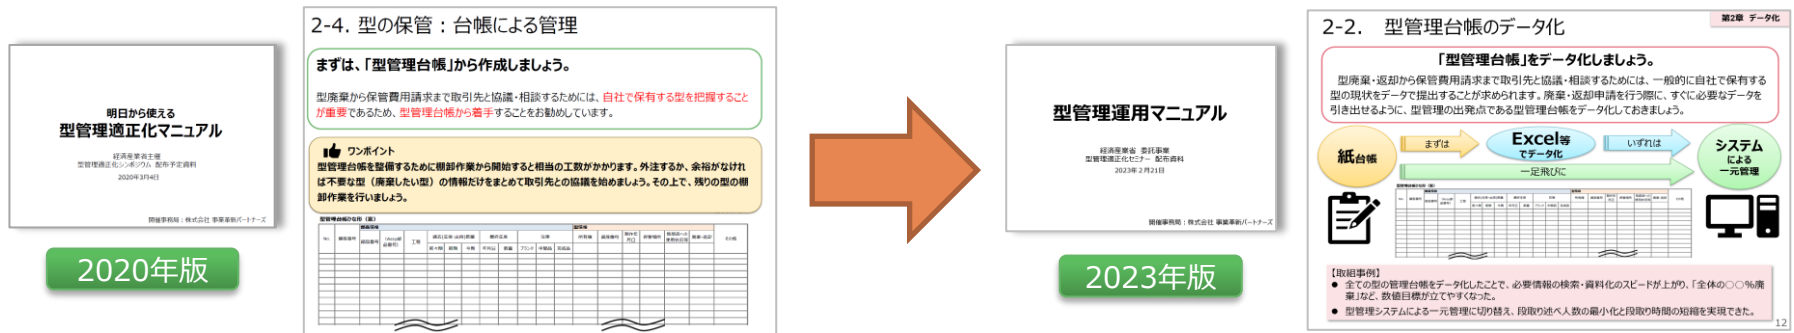 明日から使える
型管理適正化マニュアル
経済産業省主催
型管理適正化シンポジウム 配布予定資料
2020年3月4日
開催事務局：株式会社 事業革新パートナーズ
2020年版
2-4. 型の保管：台帳による管理
まずは、「型管理台帳」から作成しましょう。
型廃棄から保管費用請求まで取引先と協議・相談するためには、自社で保有する型を把握すること
が重要であるため、型管理台帳から着手することをお勧めしています。
ワンポイント
型管理台帳を整備するために棚卸作業から開始すると相当の工数がかかります。外注するか、余裕がなけれ
ば不要な型（廃棄したい型）の情報だけをまとめて取引先との協議を始めましょう。その上で、残りの型の棚
卸作業を行いましょう。
型管理台帳ひな形（案）
型管理運用マニュアル
経済産業省 委託事業
型管理適正化セミナー 配布資料
2023年2月21日
開催事務局：株式会社 事業革新パートナーズ
2023年版
第2章 データ化
2-2. 型管理台帳のデータ化
「型管理台帳」をデータ化しましょう。
型廃棄・返却から保管費用請求まで取引先と協議・相談するためには、一般的に自社で保有する
型の現状をデータで提出することが求められます。廃棄・返却申請を行う際に、すぐに必要なデータを
引き出せるように、型管理の出発点である型管理台帳をデータ化しておきましょう。
紙台帳
まずは
Excel等
でデータ化
いずれは
システム
による
一元管理
一足飛びに
型管理台帳ひな形（案）
【取組事例】
● 全ての型の管理台帳をデータ化したことで、必要情報の検索・資料化のスピードが上がり、「全体の○○％廃
棄」など、数値目標が立てやすくなった。
● 型管理システムによる一元管理に切り替え、段取り述べ人数の最小化と段取り時間の短縮を実現できた。
12